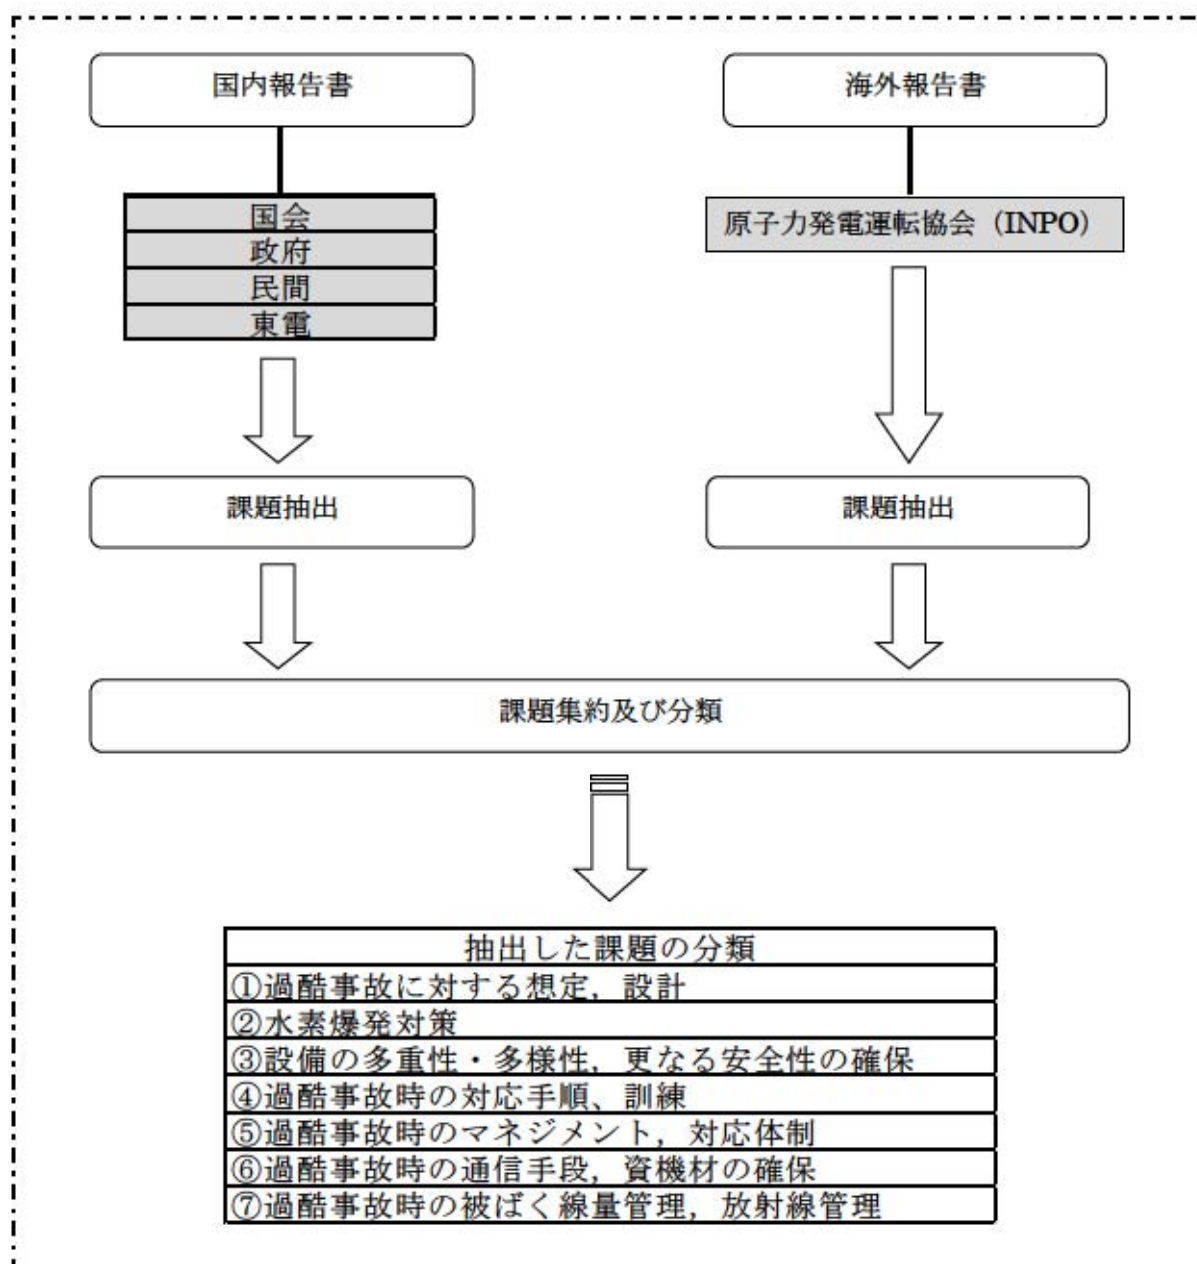 国内報告書
国会
政府
民間
東電
課題抽出
海外報告書
原子力発電運転協会（INPO）
課題抽出
課題集約及び分類
抽出した課題の分類
①過酷事故に対する想定，設計
②水素爆発対策
③設備の多重性・多様性，更なる安全性の確保
④過酷事故時の対応手順、訓練
⑤過酷事故時のマネジメント，対応体制
⑥過酷事故時の通信手段，資機材の確保
⑦過酷事故時の被ばく線量管理，放射線管理